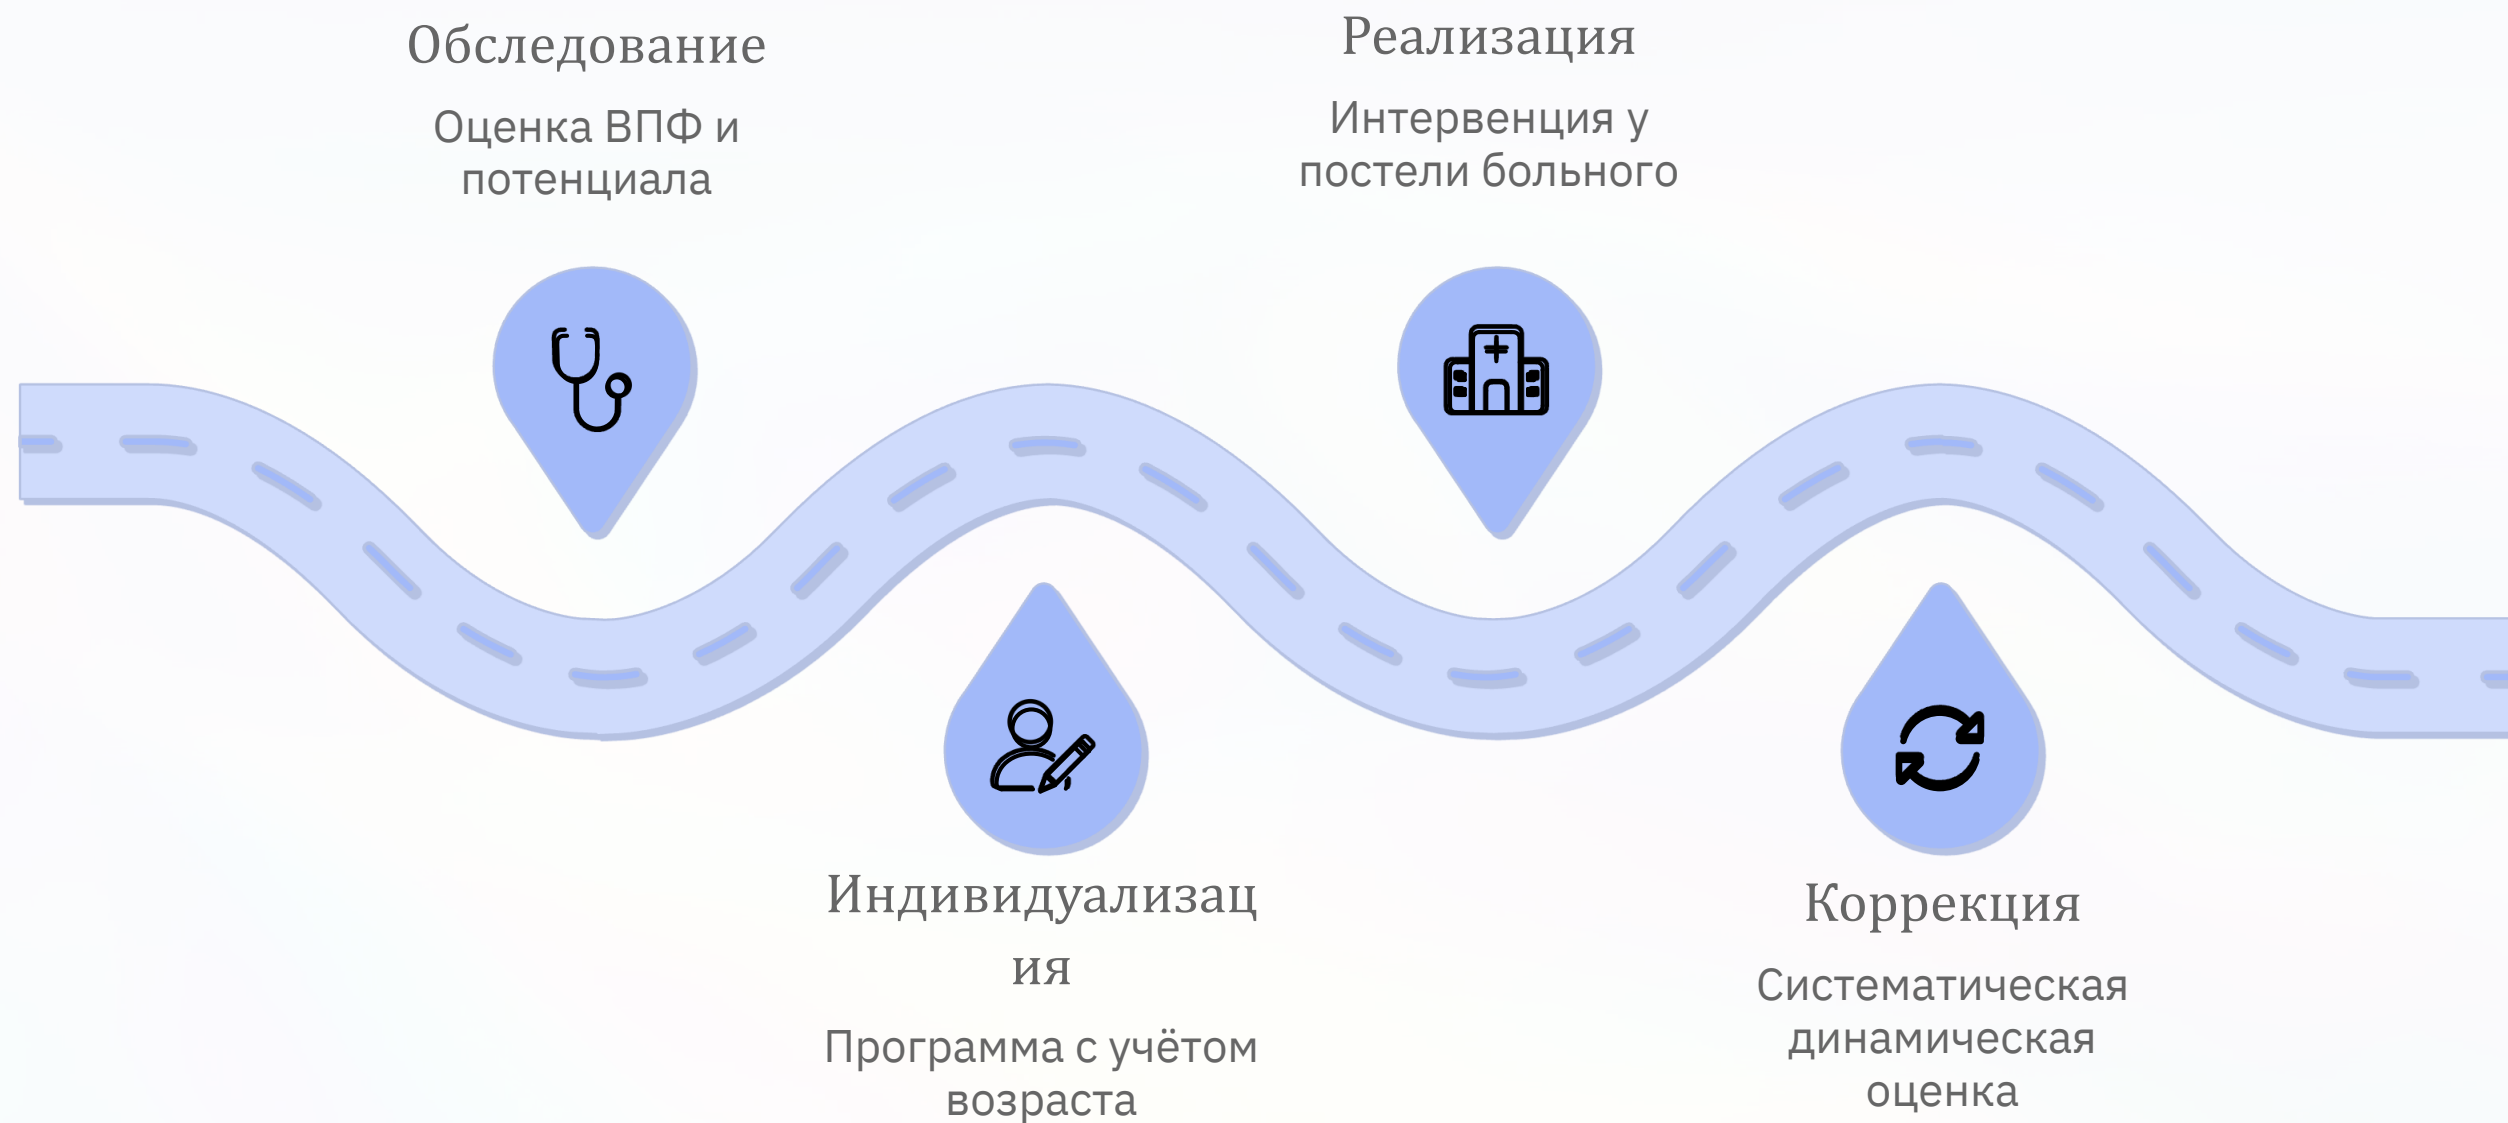 Обследование
Оценка ВПФ и
потенциала
Индивидуализац
ия
Программа с учётом
возраста
Реализация
Интервенция у
постели больного
Коррекция
Систематическая
динамическая
оценка